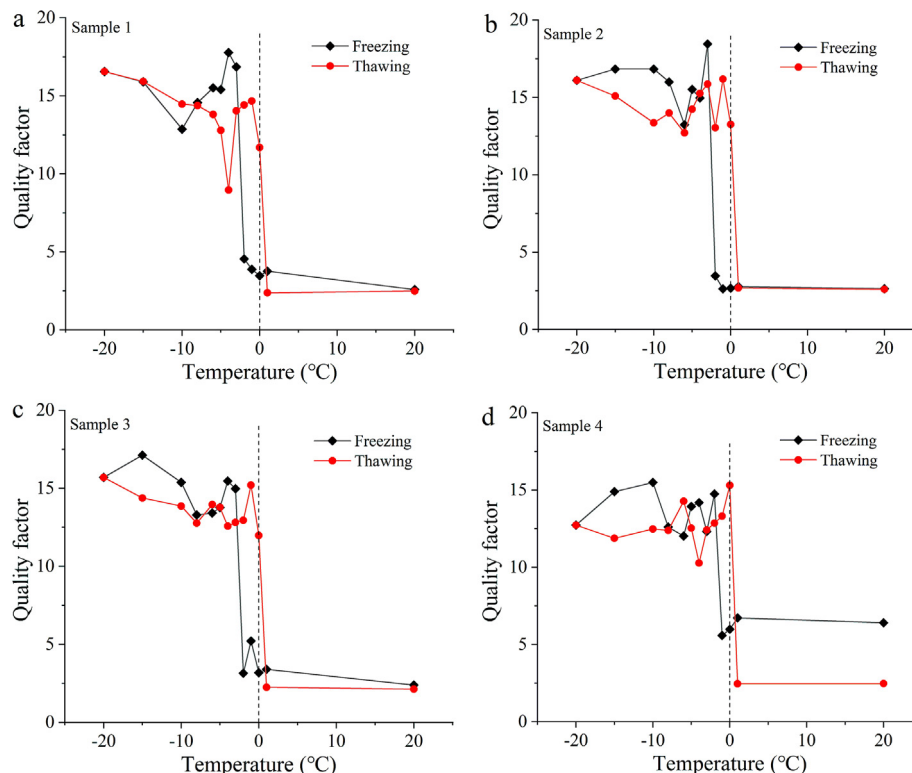 a
Sample 1
Freezing
Thawing
20
15
10
5
0
Quality factor
-20
-10
0
10
20
Temperature (℃)
b
Sample 2
Freezing
Thawing
20
15
10
5
0
Quality factor
-20
-10
0
10
20
Temperature (℃)
c
Sample 3
Freezing
Thawing
20
15
10
5
0
Quality factor
-20
-10
0
10
20
Temperature (℃)
d
Sample 4
Freezing
Thawing
20
15
10
5
0
Quality factor
-20
-10
0
10
20
Temperature (℃)